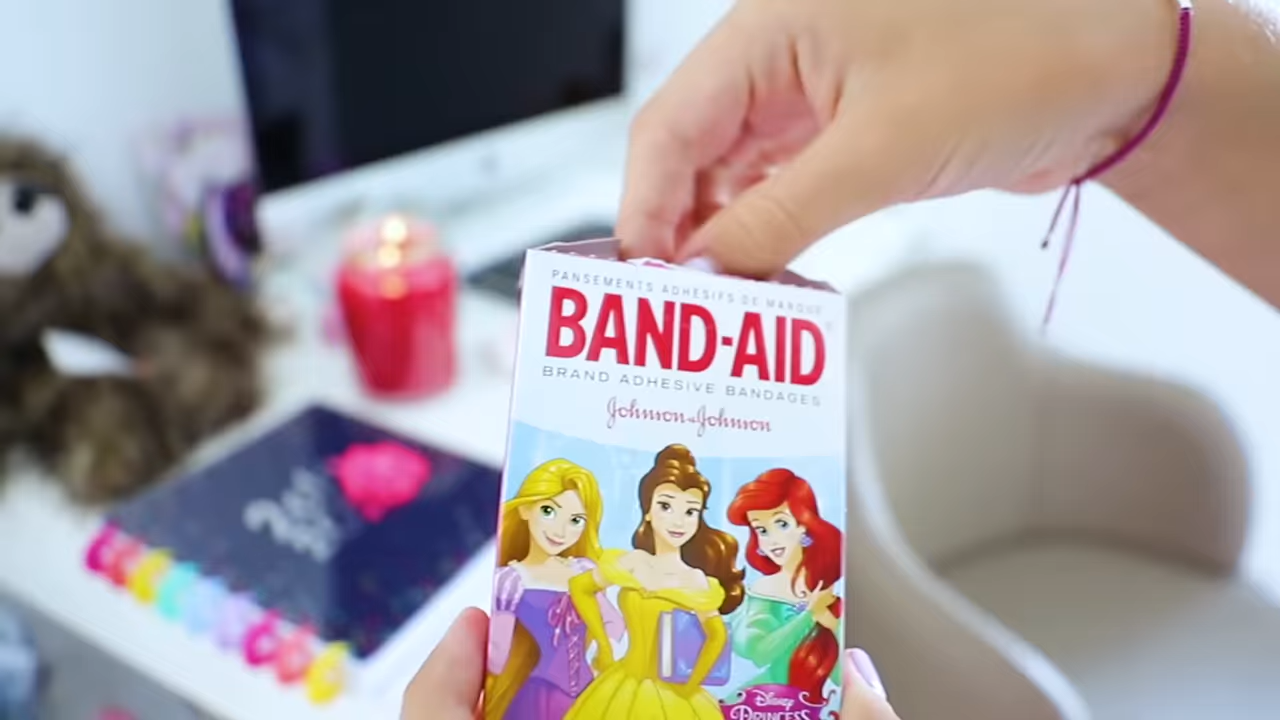 PANSEMENTS ADHÉSIFS DE MARQUE
BAND-AID
BRAND ADHESIVE BANDAGES
Johnson & Johnson
Disney
PRINCESS